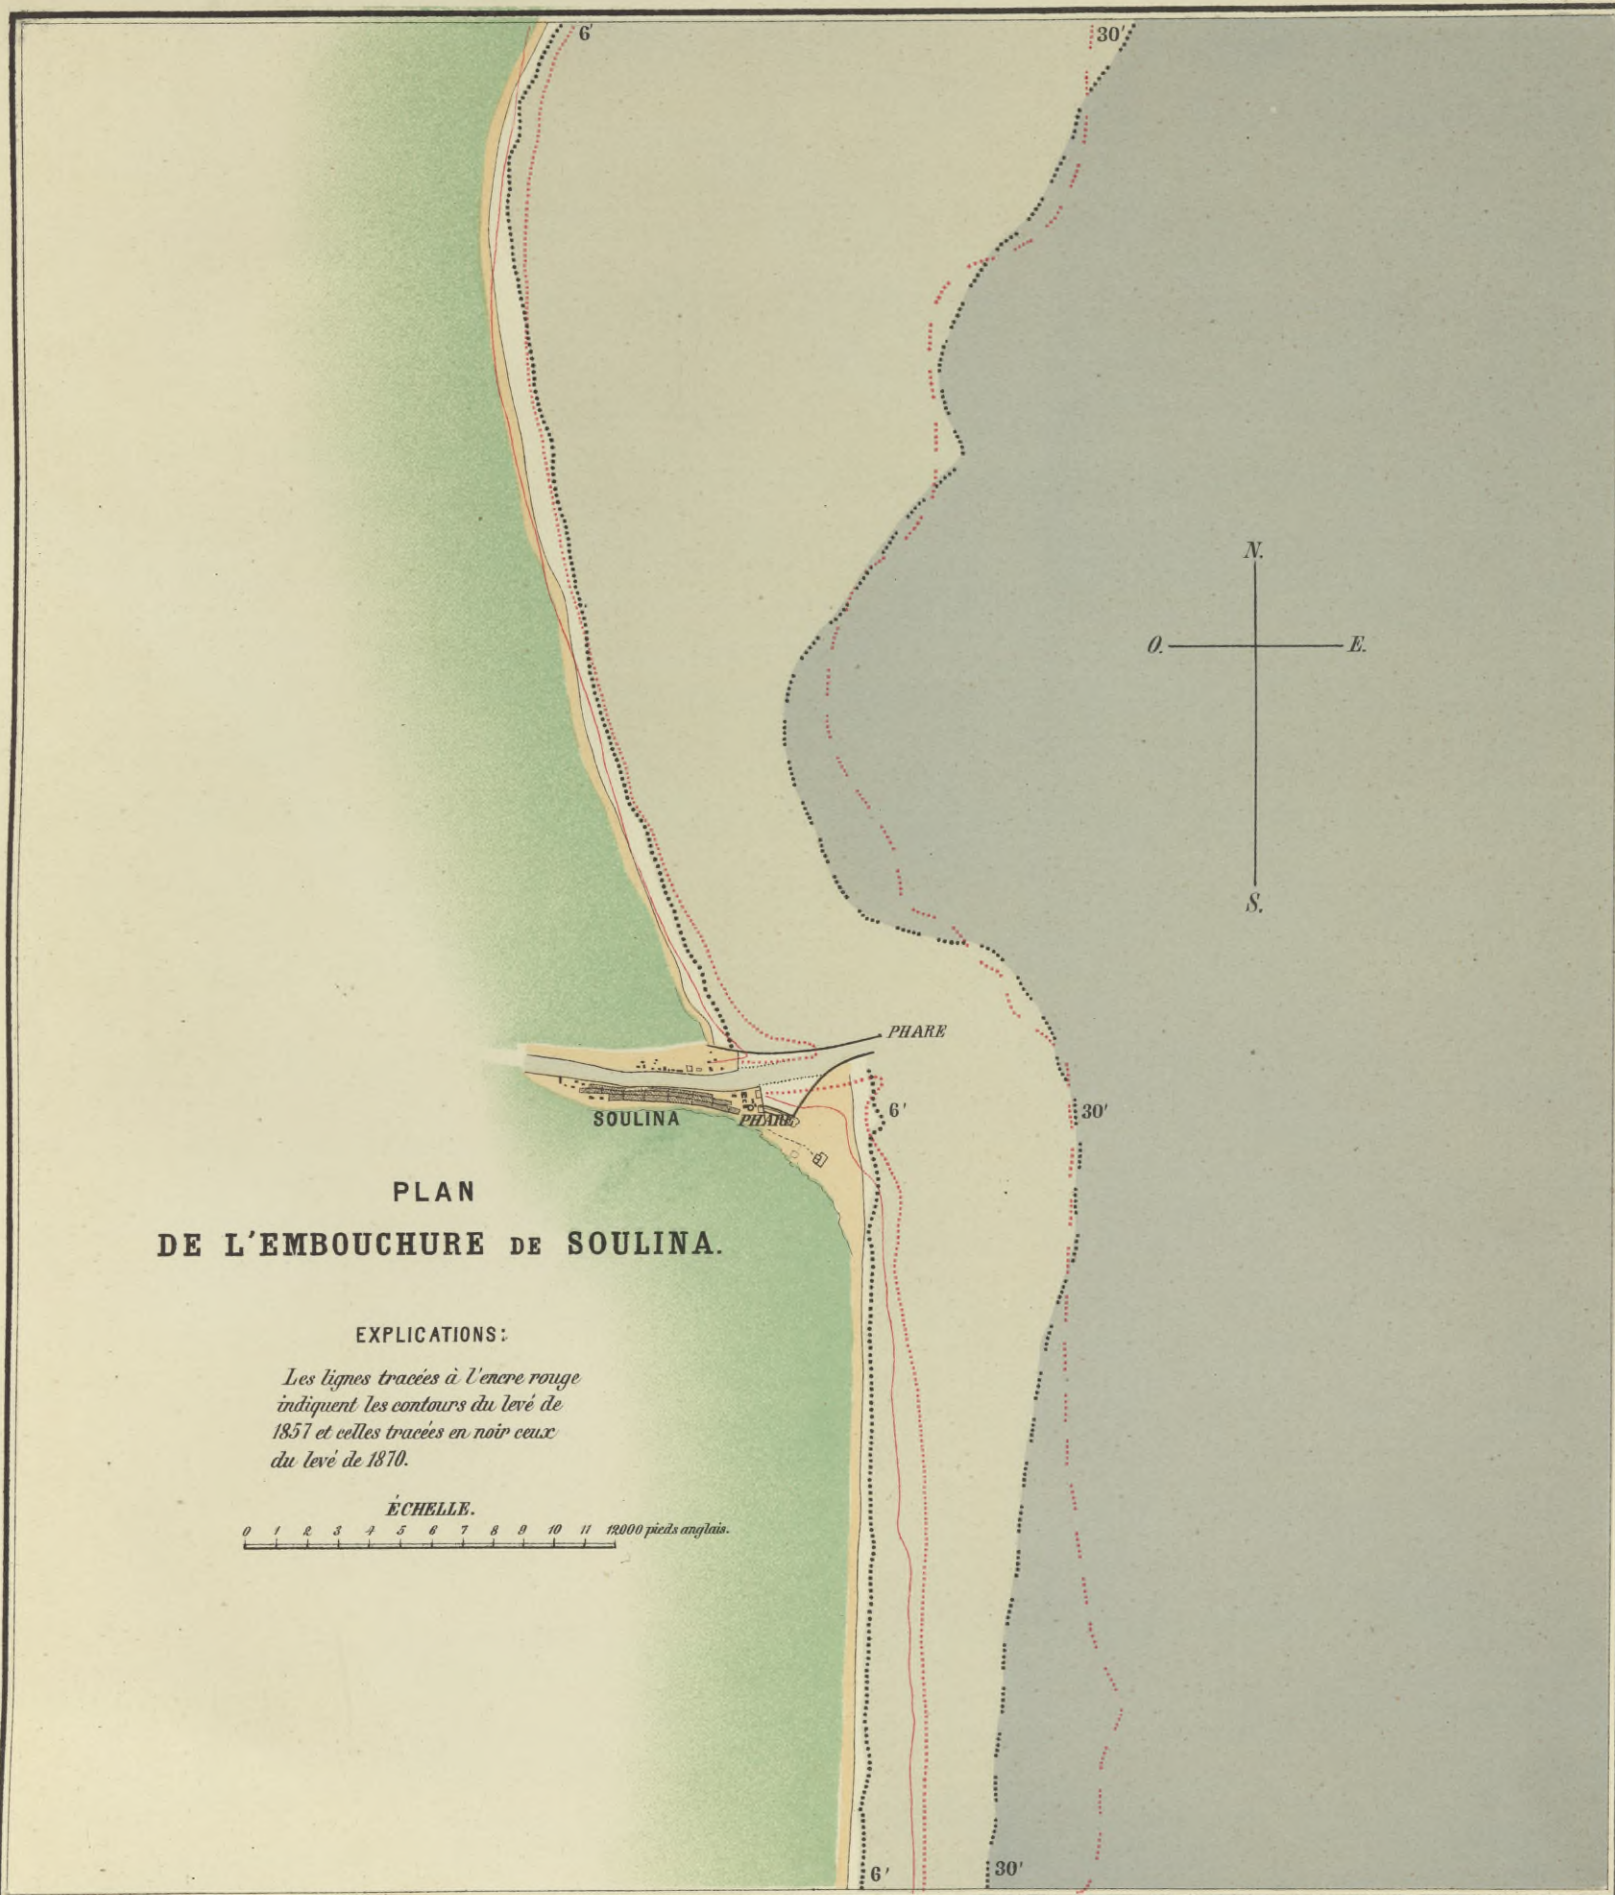 6'
30'
N.
O.
E.
S.
PHARE
6'
30'
SOULINA
PHARE
PLAN
DE L'EMBOUCHURE DE SOULINA.
EXPLICATIONS:
Les lignes tracées à l'encre rouge
indiquent les contours du levé de
1857 et celles tracées en noir ceux
du levé de 1870.
ÉCHELLE.
0 1 2 3 4 5 6 7 8 9 10 11 12000 pieds anglais.
6'
30'